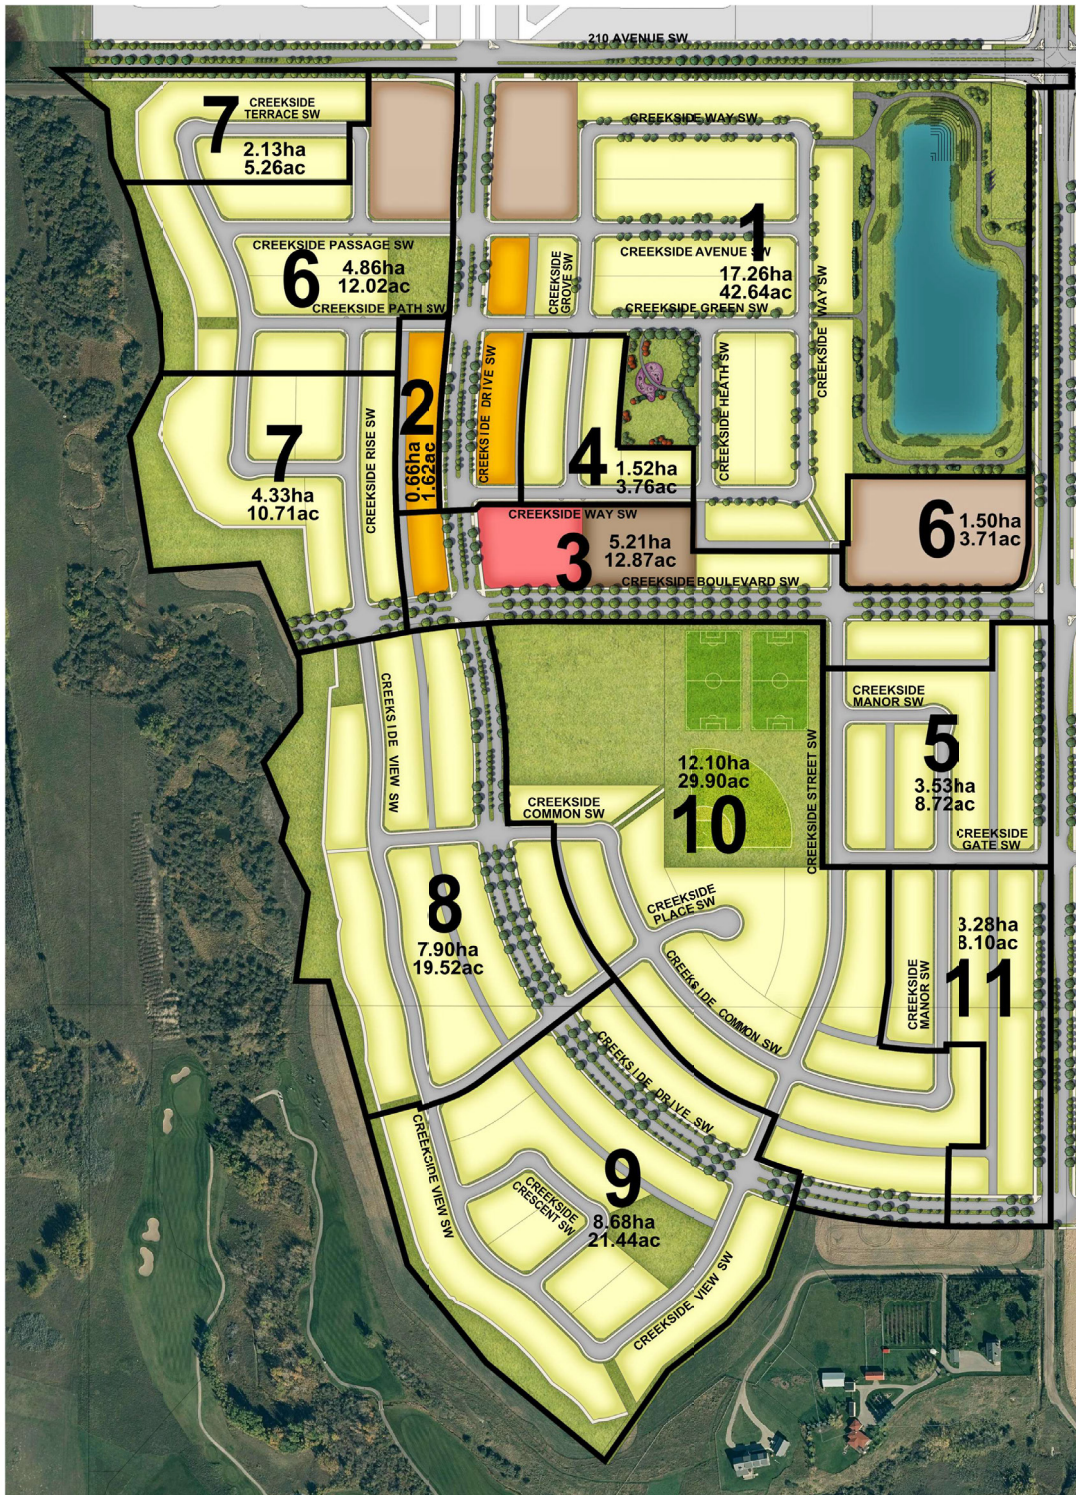 210 AVENUE SW
7
CREEKSIDE
TERRACE SW
2.13ha
5.26ac
CREEKSIDE WAY SW
1
17.26ha
42.64ac
CREEKSIDE AVENUE SW
CREEKSIDE GREEN SW
CREEKSIDE GROVE SW
CREEKSIDE WAY SW
CREEKSIDE PASSAGE SW
6
4.86ha
12.02ac
CREEKSIDE PATH SW
2
0.66ha
1.62ac
CREEKSIDE DRIVE SW
CREEKSIDE HEATH SW
4
1.52ha
3.76ac
7
4.33ha
10.71ac
CREEKSIDE RISE SW
CREEKSIDE WAY SW
3
5.21ha
12.87ac
CREEKSIDE BOULEVARD SW
6
1.50ha
3.71ac
CREEKSIDE VIEW SW
12.10ha
29.90ac
10
CREEKSIDE STREET SW
CREEKSIDE
MANOR SW
5
3.53ha
8.72ac
CREEKSIDE
GATE SW
CREEKSIDE
COMMON SW
8
7.90ha
19.52ac
CREEKSIDE
PLACE SW
CREEKSIDE COMMON SW
3.28ha
8.10ac
11
CREEKSIDE
MANOR SW
CREEKSIDE DRIVE SW
CREEKSIDE VIEW SW
9
8.68ha
21.44ac
CREEKSIDE
CRESCENT SW
CREEKSIDE VIEW SW